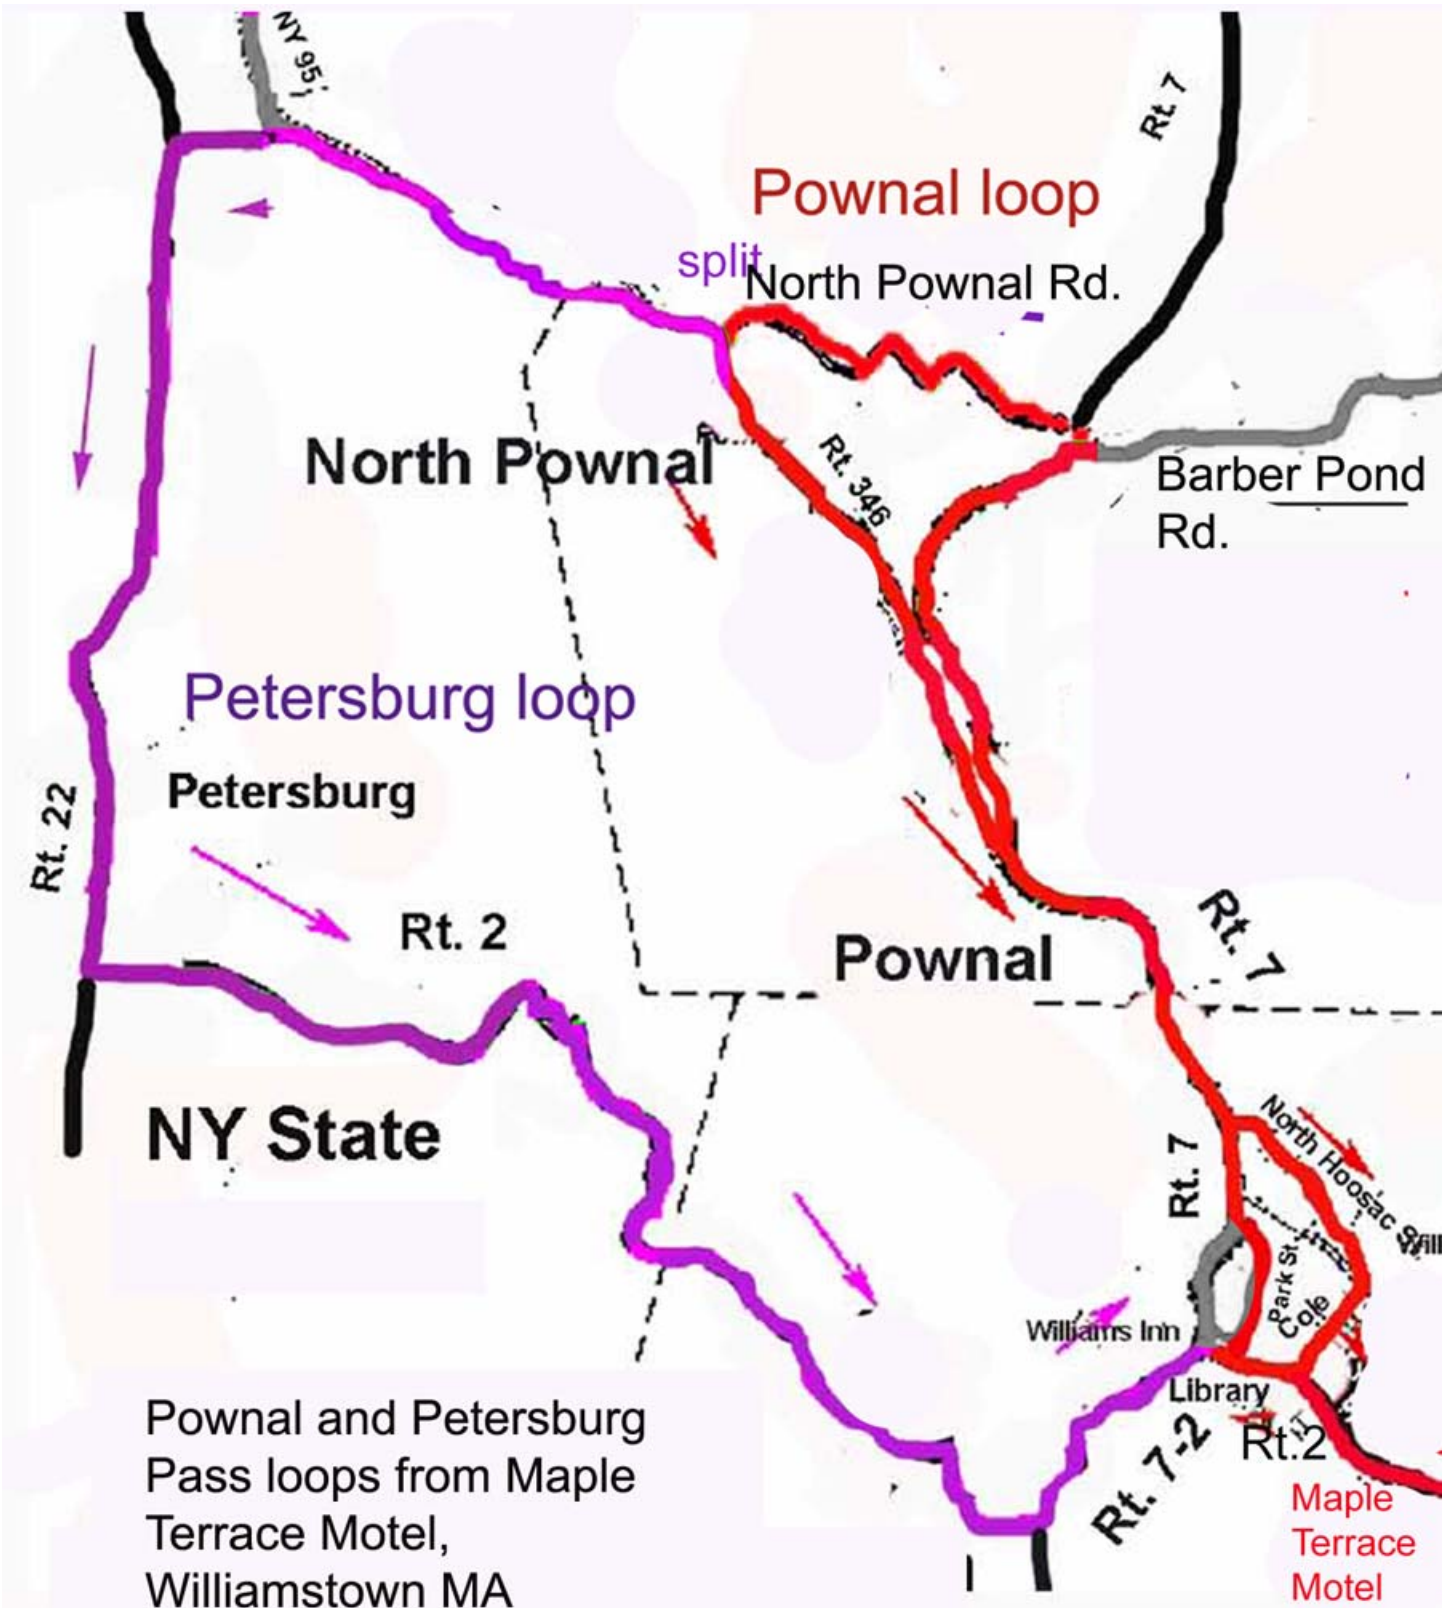 NY 95
Rt. 7
Pownal loop
split
North Pownal Rd.
North Pownal
Rt. 346
Barber Pond
Rd.
Petersburg loop
Petersburg
Rt. 22
Rt. 2
Pownal
Rt. 7
NY State
North Hoosac
Rt. 7
Park St
Cole
Williams Inn
Library
Rt. 7-2
Rt.2
Maple
Terrace
Motel
Pownal and Petersburg
Pass loops from Maple
Terrace Motel,
Williamstown MA